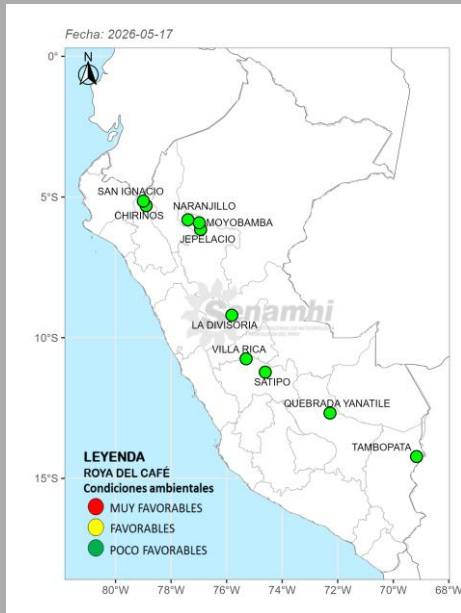 Fecha: 2026-05-17
N
0°
5°S
10°S
15°S
SAN IGNACIO
CHIRINOS
NARANJILLO
MOYOBAMBA
JEPELACIO
Senamhi
LA DIVISORIA
VILLA RICA
SATIPO
QUEBRADA YANATILE
TAMBOPATA
LEYENDA
ROYA DEL CAFÉ
Condiciones ambientales
MUY FAVORABLES
FAVORABLES
POCO FAVORABLES
80°W 78°W 76°W 74°W 72°W 70°W 68°W